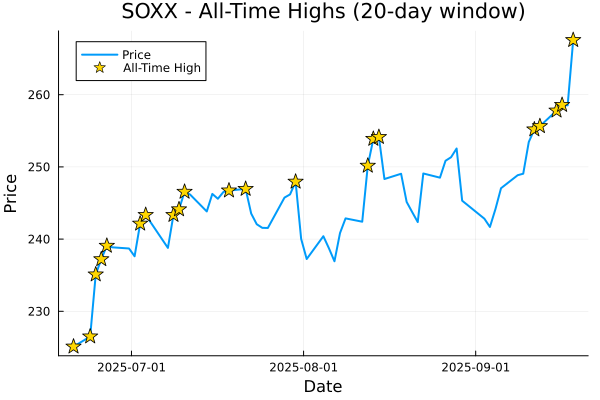 SOXX - All-Time Highs (20-day window)
Price
All-Time High
260
250
240
230
Price
2025-07-01
2025-08-01
2025-09-01
Date